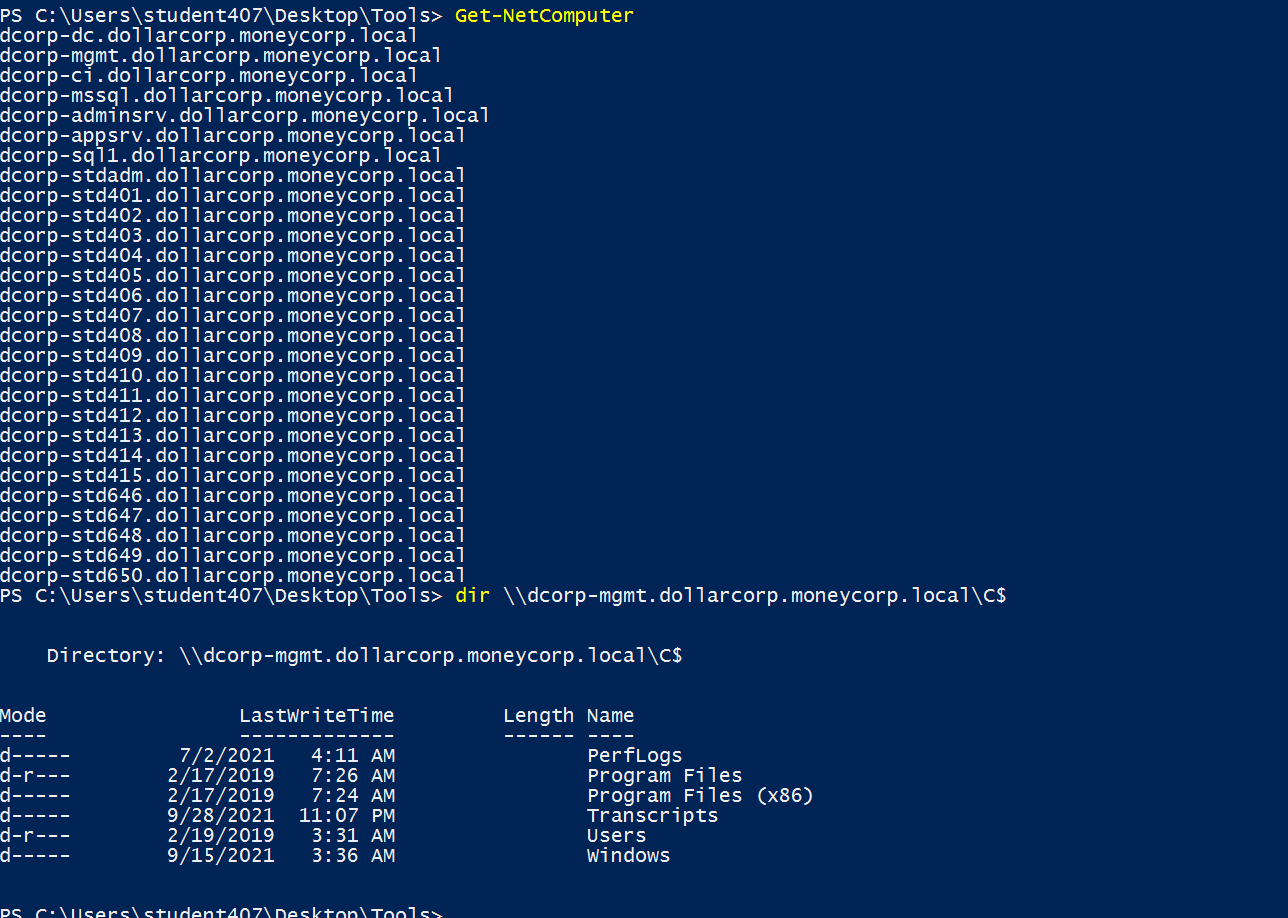 PS C:\Users\student407\Desktop\Tools> Get-NetComputer
dcorp-dc.dollarcorp.moneycorp.local
dcorp-mgmt.dollarcorp.moneycorp.local
dcorp-ci.dollarcorp.moneycorp.local
dcorp-mssql.dollarcorp.moneycorp.local
dcorp-adminsrv.dollarcorp.moneycorp.local
dcorp-appsrv.dollarcorp.moneycorp.local
dcorp-sql1.dollarcorp.moneycorp.local
dcorp-stdadm.dollarcorp.moneycorp.local
dcorp-std401.dollarcorp.moneycorp.local
dcorp-std402.dollarcorp.moneycorp.local
dcorp-std403.dollarcorp.moneycorp.local
dcorp-std404.dollarcorp.moneycorp.local
dcorp-std405.dollarcorp.moneycorp.local
dcorp-std406.dollarcorp.moneycorp.local
dcorp-std407.dollarcorp.moneycorp.local
dcorp-std408.dollarcorp.moneycorp.local
dcorp-std409.dollarcorp.moneycorp.local
dcorp-std410.dollarcorp.moneycorp.local
dcorp-std411.dollarcorp.moneycorp.local
dcorp-std412.dollarcorp.moneycorp.local
dcorp-std413.dollarcorp.moneycorp.local
dcorp-std414.dollarcorp.moneycorp.local
dcorp-std415.dollarcorp.moneycorp.local
dcorp-std646.dollarcorp.moneycorp.local
dcorp-std647.dollarcorp.moneycorp.local
dcorp-std648.dollarcorp.moneycorp.local
dcorp-std649.dollarcorp.moneycorp.local
dcorp-std650.dollarcorp.moneycorp.local
PS C:\Users\student407\Desktop\Tools> dir \\dcorp-mgmt.dollarcorp.moneycorp.local\C$
    Directory: \\dcorp-mgmt.dollarcorp.moneycorp.local\C$
Mode                LastWriteTime         Length Name
----                -------------         ------ ----
d-----         7/2/2021   4:11 AM                PerfLogs
d-r---        2/17/2019   7:26 AM                Program Files
d-----        2/17/2019   7:24 AM                Program Files (x86)
d-----        9/28/2021  11:07 PM                Transcripts
d-r---        2/19/2019   3:31 AM                Users
d-----        9/15/2021   3:36 AM                Windows
PS C:\Users\student407\Desktop\Tools>